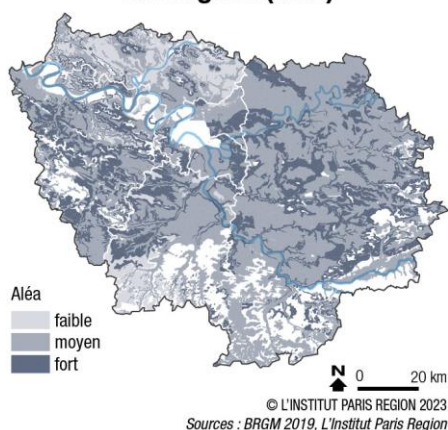 Aléa
faible
moyen
fort
N
0 20 km
© L'INSTITUT PARIS REGION 2023
Sources : BRGM 2019, L'Institut Paris Region